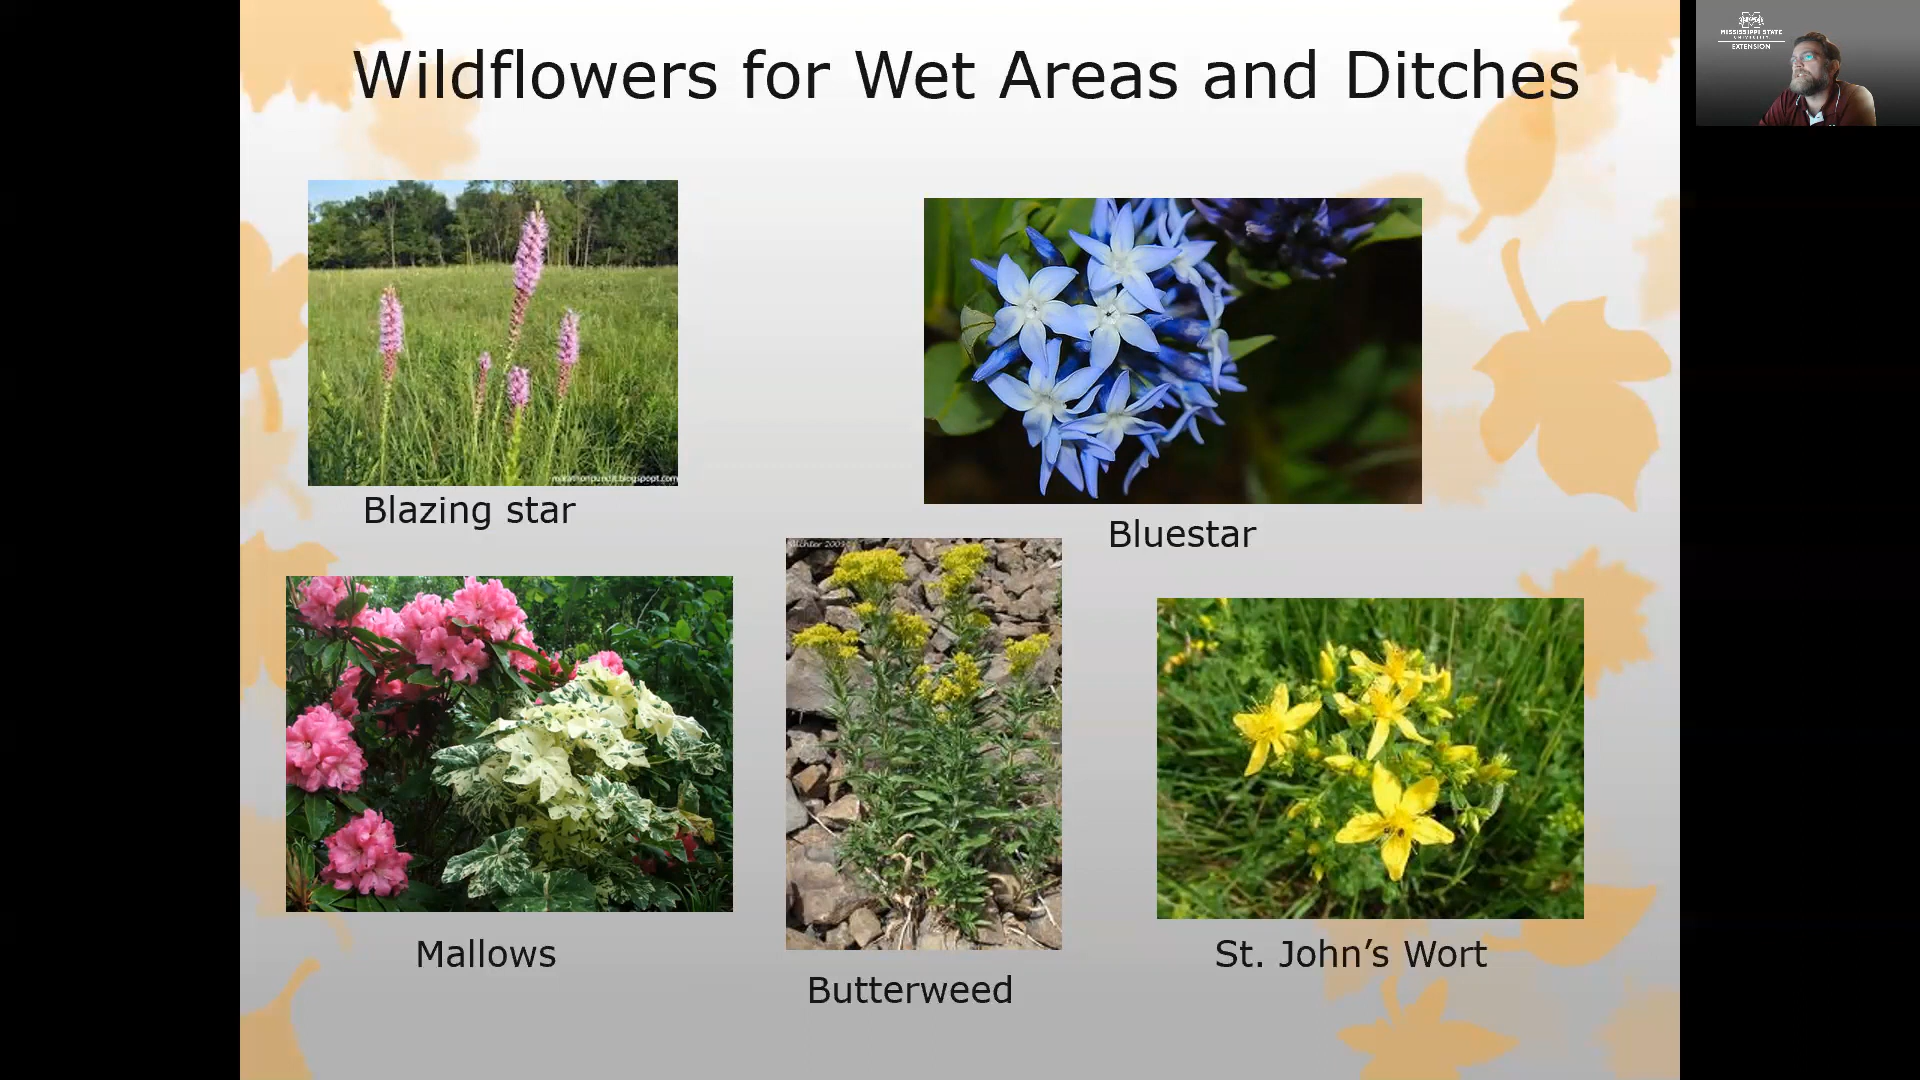 Wildflowers for Wet Areas and Ditches
MISSISSIPPI STATE
UNIVERSITY
EXTENSION
Blazing star
Bluestar
Mallows
Butterweed
St. John’s Wort